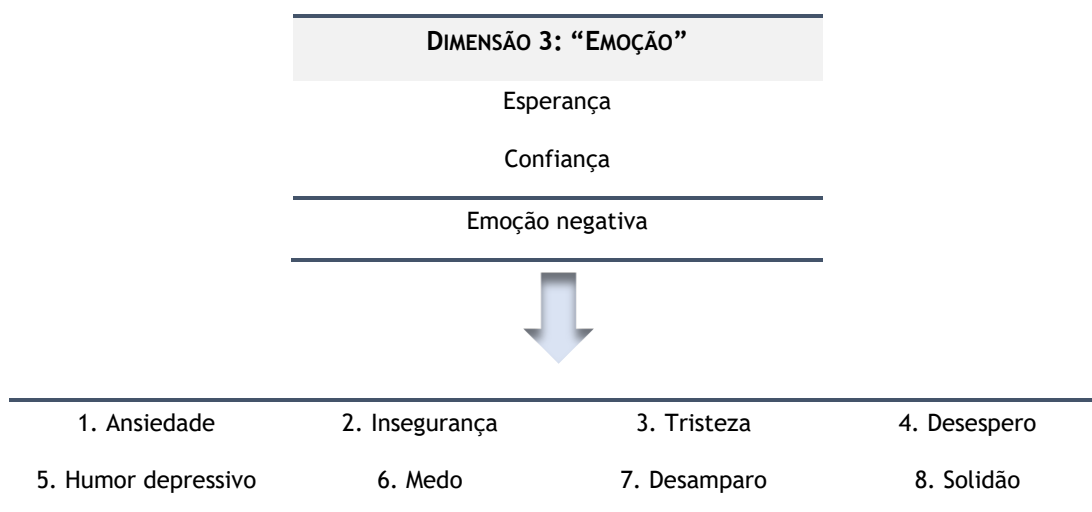 DIMENSÃO 3: “EMOÇÃO”
Esperança
Confiança
Emoção negativa
1. Ansiedade 2. Insegurança 3. Tristeza 4. Desespero
5. Humor depressivo 6. Medo 7. Desamparo 8. Solidão